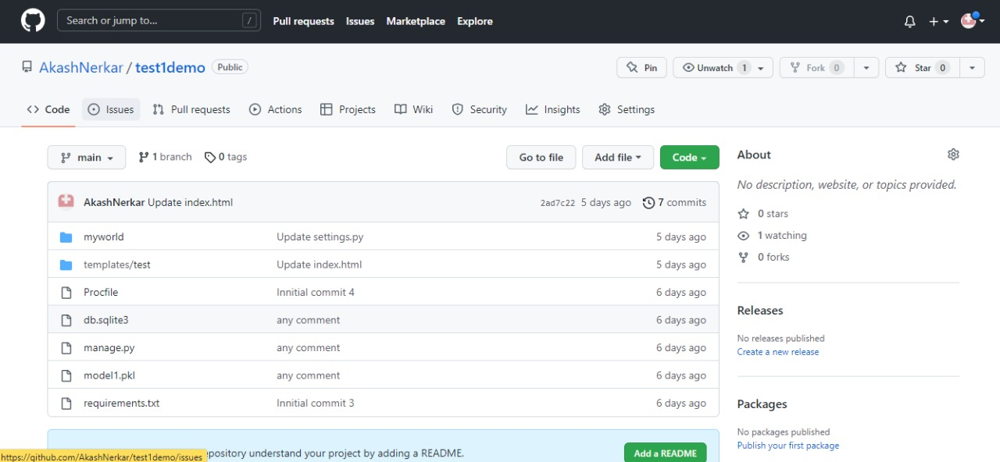 Search or jump to... / Pull requests Issues Marketplace Explore
AkashNerkar / test1demo Public Pin Unwatch 1 Fork 0 Star 0
Code Issues Pull requests Actions Projects Wiki Security Insights Settings
main 1 branch 0 tags Go to file Add file Code
AkashNerkar Update index.html 2ad7c22 5 days ago 7 commits
myworld Update settings.py 5 days ago
templates/test Update index.html 5 days ago
Procfile Innitial commit 4 6 days ago
db.sqlite3 any comment 6 days ago
manage.py any comment 6 days ago
model1.pkl any comment 6 days ago
requirements.txt Innitial commit 3 6 days ago
pository understand your project by adding a README. Add a README
https://github.com/AkashNerkar/test1demo/issues
About
No description, website, or topics provided.
0 stars
1 watching
0 forks
Releases
No releases published
Create a new release
Packages
No packages published
Publish your first package